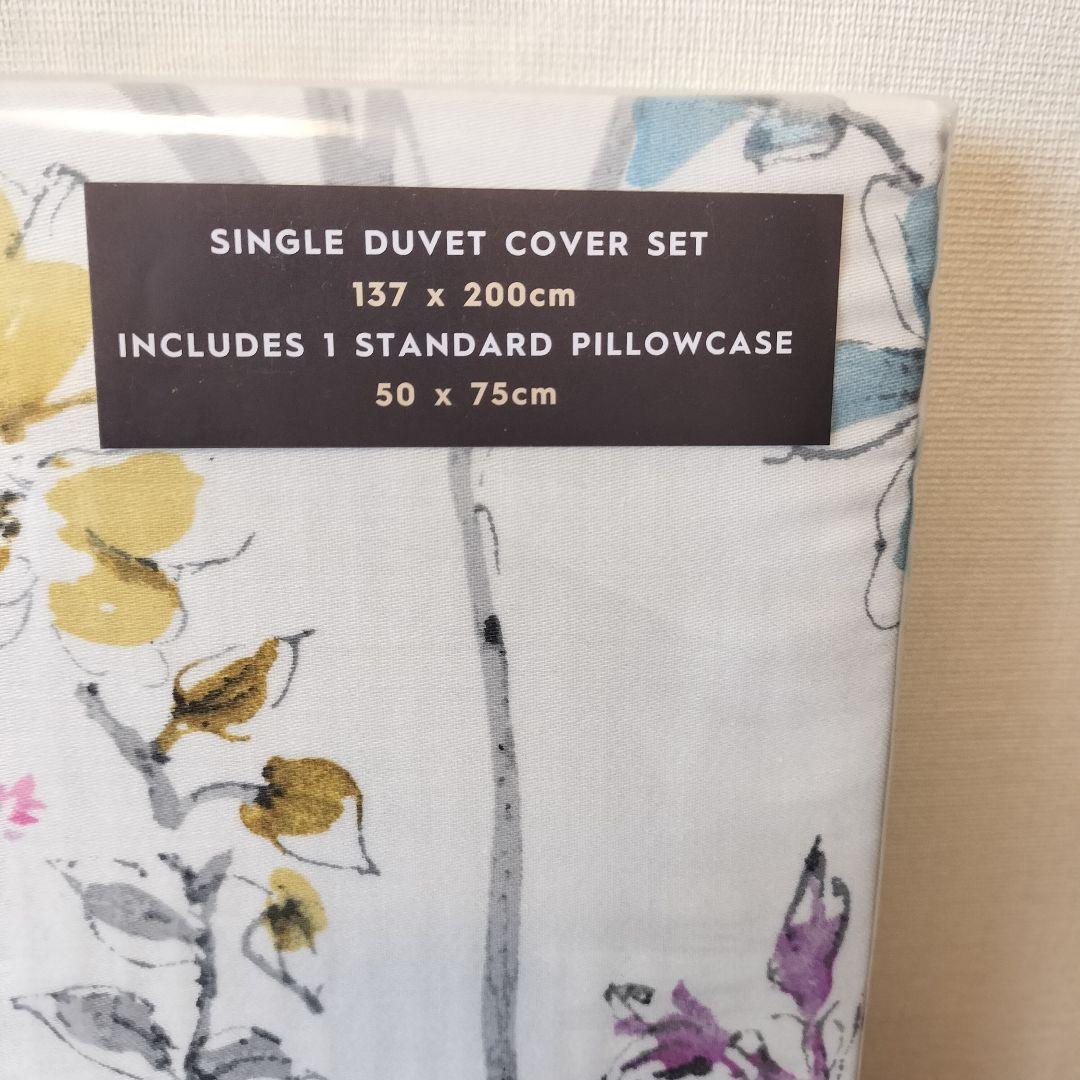 SINGLE DUVET COVER SET
137 x 200cm
INCLUDES 1 STANDARD PILLOWCASE
50 x 75cm